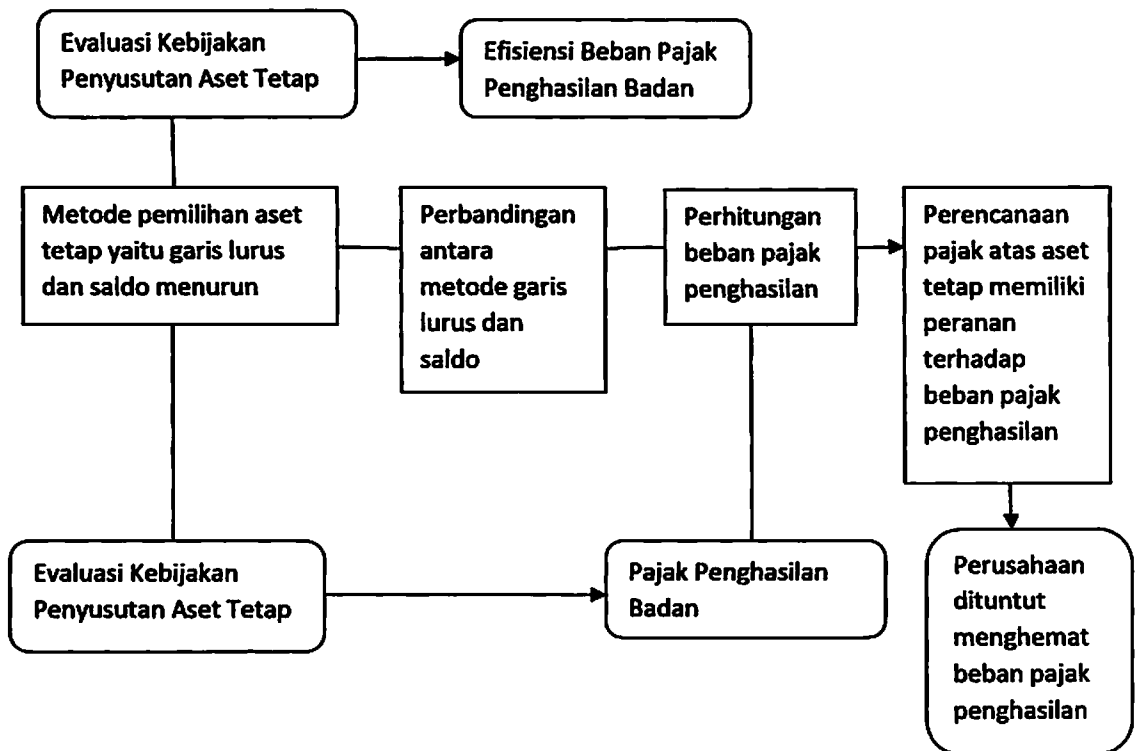 Evaluasi Kebijakan
Penyusutan Aset Tetap
Efisiensi Beban Pajak
Penghasilan Badan
Metode pemilihan aset
tetap yaitu garis lurus
dan saldo menurun
Perbandingan
antara
metode garis
lurus dan
saldo
Perhitungan
beban pajak
penghasilan
Perencanaan
pajak atas aset
tetap memiliki
peranan
terhadap
beban pajak
penghasilan
Evaluasi Kebijakan
Penyusutan Aset Tetap
Pajak Penghasilan
Badan
Perusahaan
dituntut
menghemat
beban pajak
penghasilan